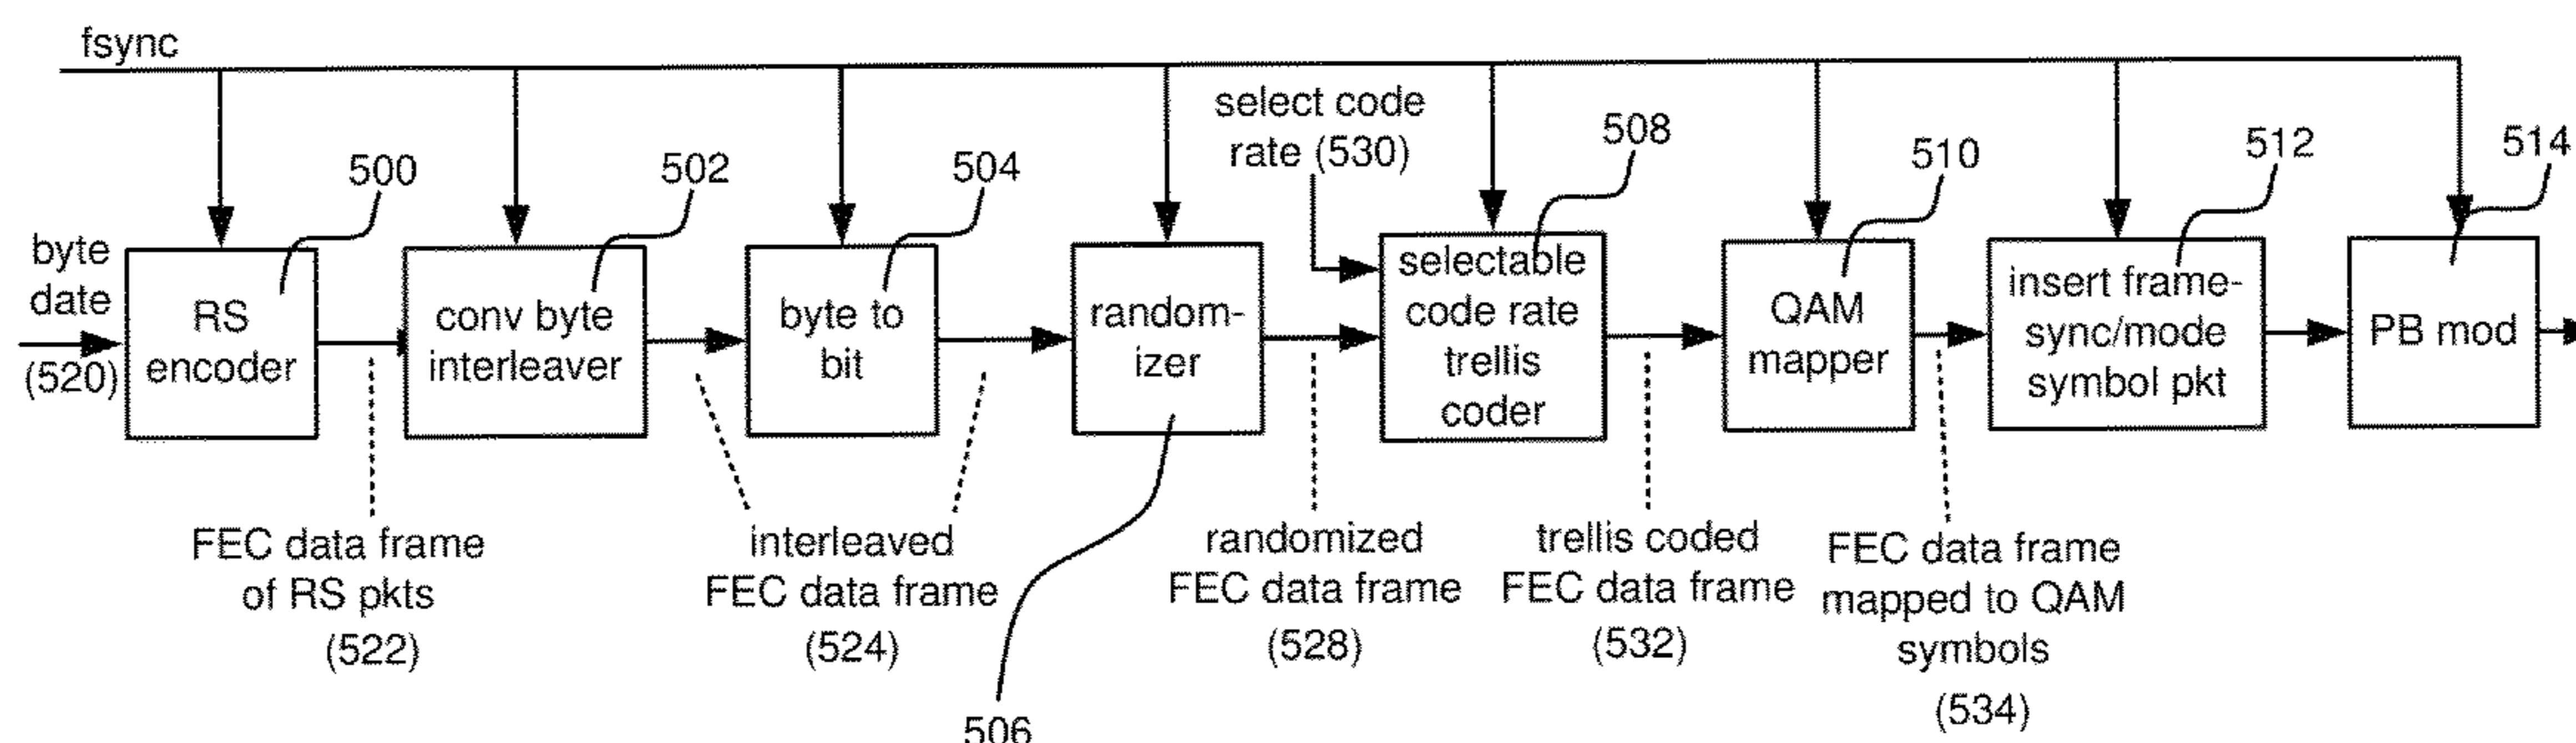 fsync
select code
rate (530)
500
502
504
508
510
512
514
byte
date
(520)
RS
encoder
conv byte
interleaver
byte to
bit
random-
izer
selectable
code rate
trellis
coder
QAM
mapper
insert frame-
sync/mode
symbol pkt
PB mod
FEC data frame
of RS pkts
(522)
interleaved
FEC data frame
(524)
randomized
FEC data frame
(528)
trellis coded
FEC data frame
(532)
FEC data frame
mapped to QAM
symbols
(534)
506